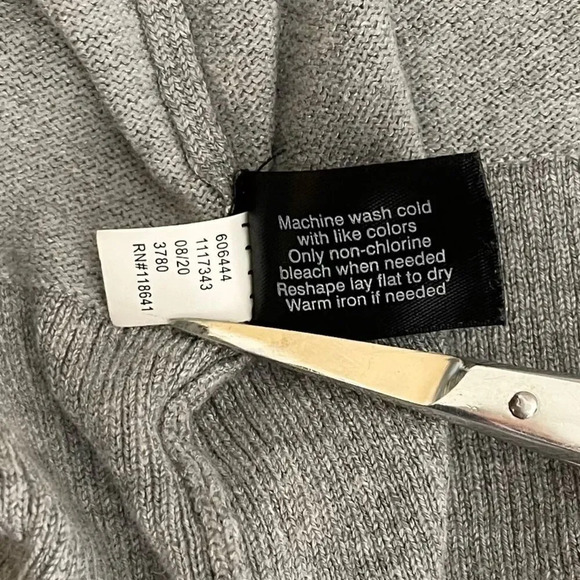 606444
1117343
08/20
3780
RN#118641
Machine wash cold
with like colors
Only non-chlorine
bleach when needed
Reshape lay flat to dry
Warm iron if needed